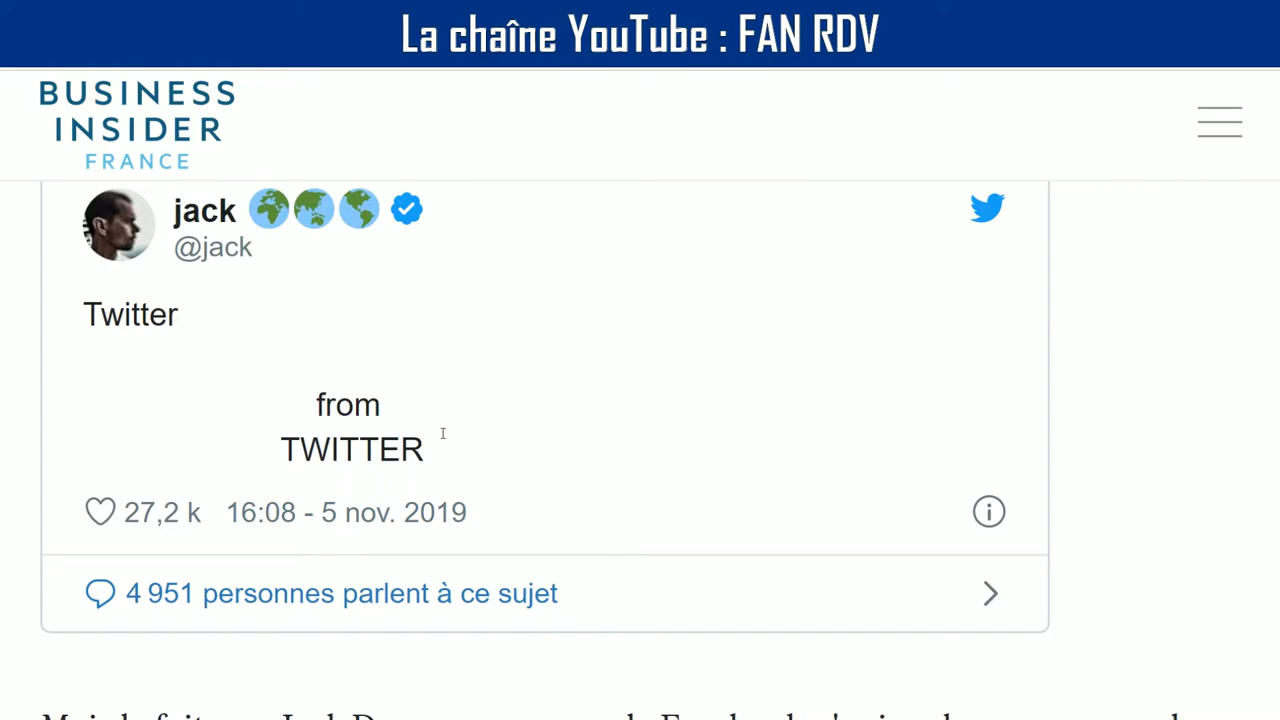 La chaîne YouTube : FAN RDV
BUSINESS
INSIDER
FRANCE
jack
@jack
Twitter
from
TWITTER
27,2 k 16:08 - 5 nov. 2019
4 951 personnes parlent à ce sujet